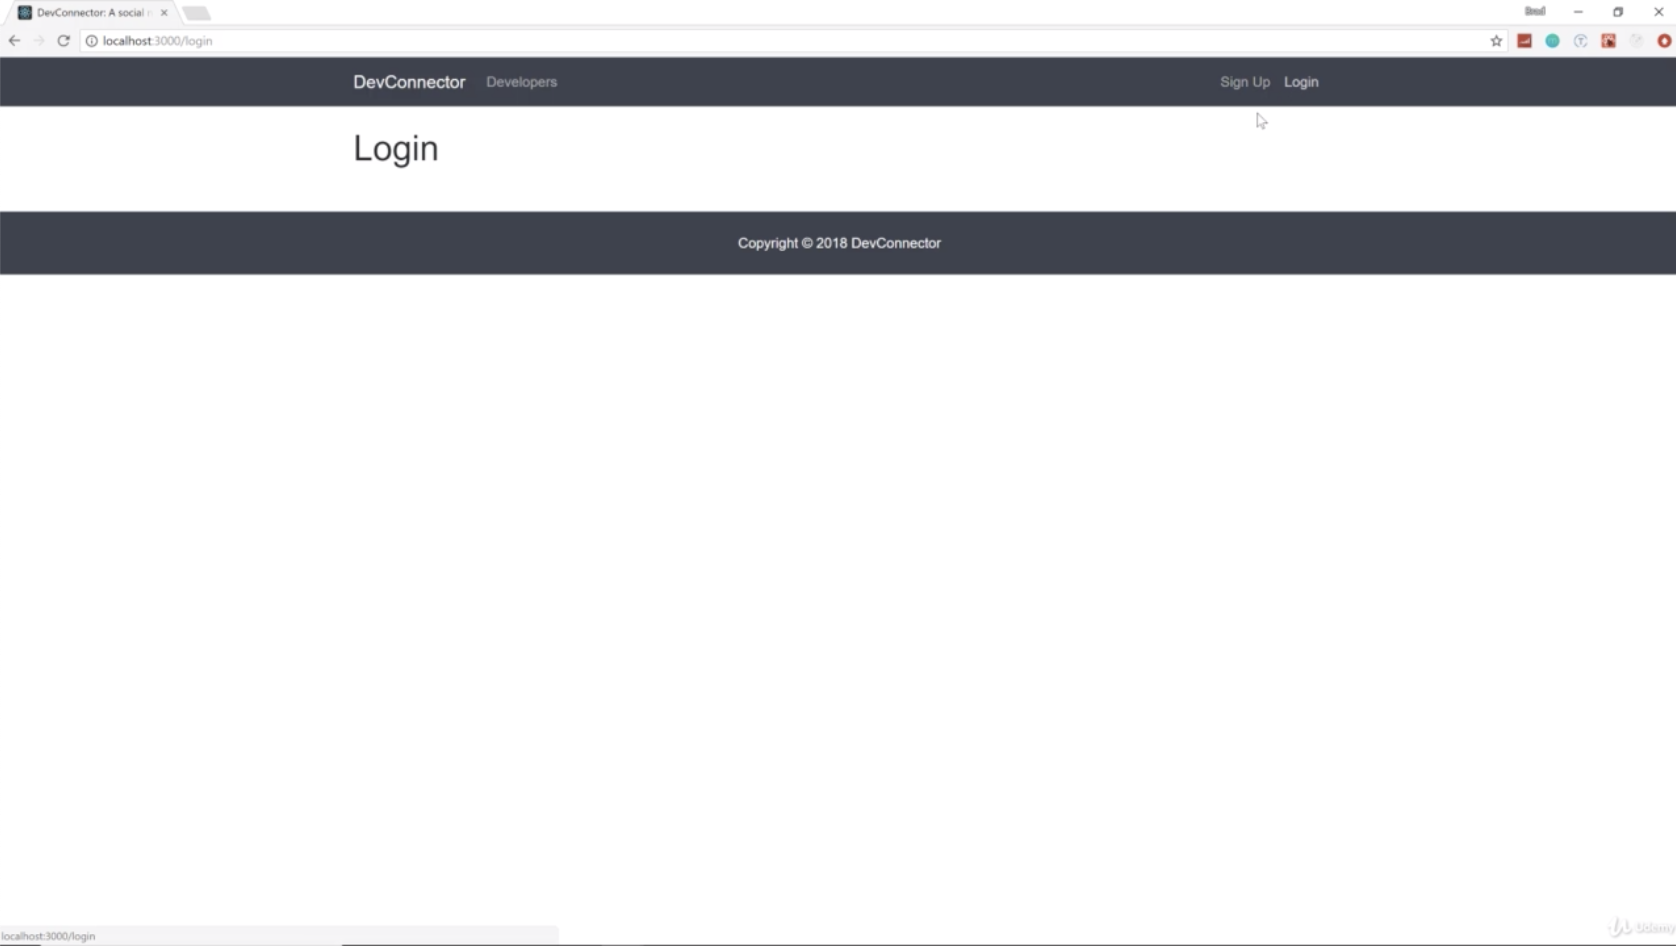 DevConnector: A social
Brad
localhost:3000/login
DevConnector Developers Sign Up Login
Login
Copyright © 2018 DevConnector
localhost:3000/login
Udemy